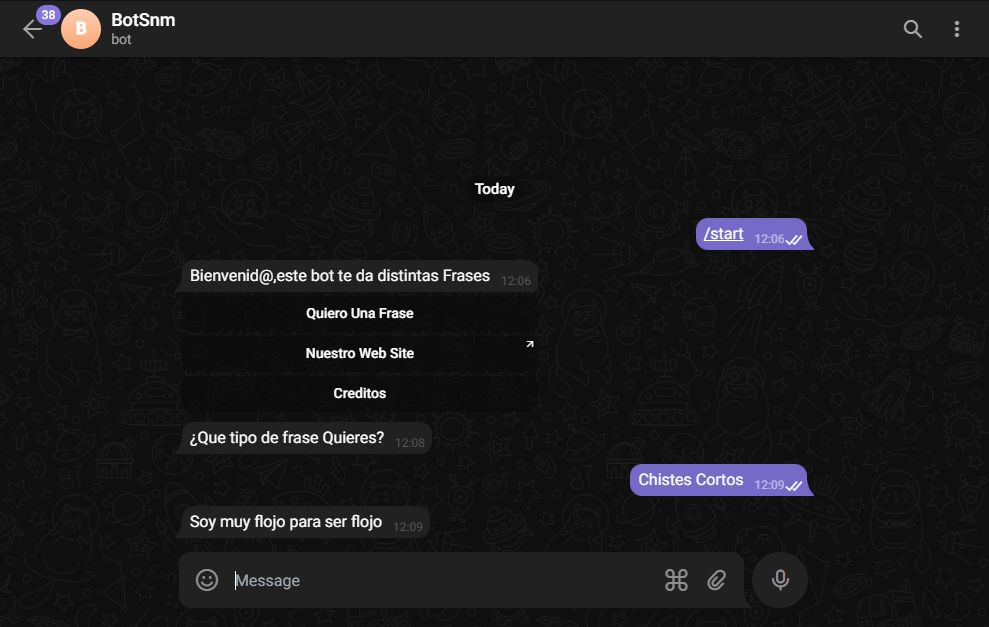 38
B
BotSnm
bot
Today
/start 12:06
Bienvenid@,este bot te da distintas Frases 12:06
Quiero Una Frase
Nuestro Web Site
Creditos
¿Que tipo de frase Quieres? 12:08
Chistes Cortos 12:09
Soy muy flojo para ser flojo 12:09
Message